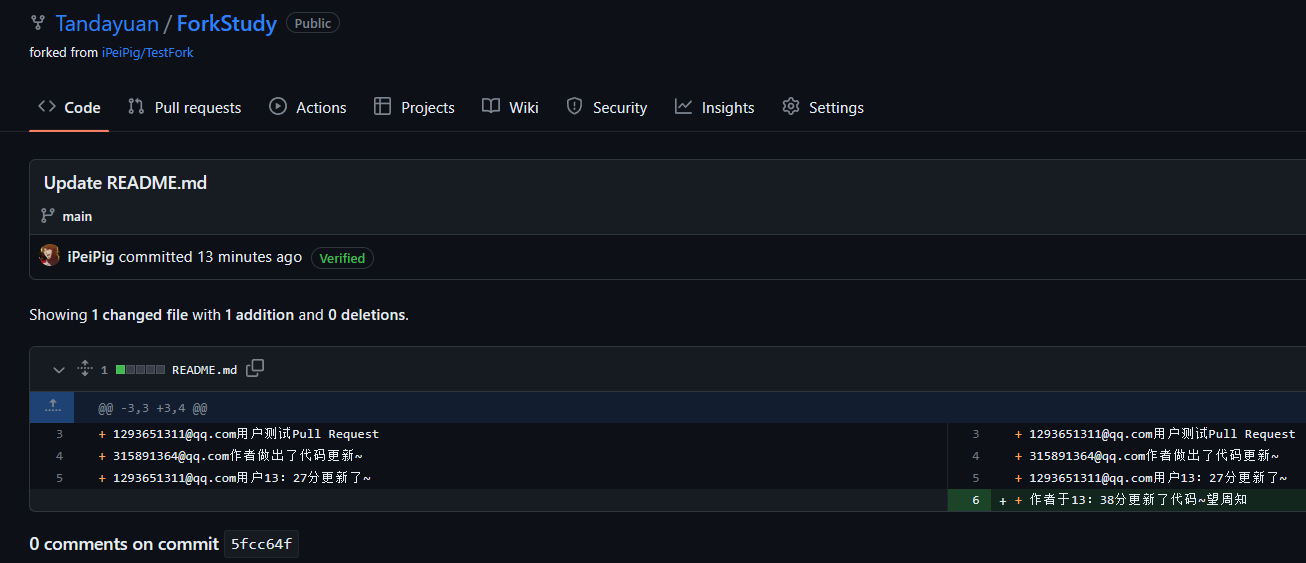 Tandayuan / ForkStudy Public
forked from iPeiPig/TestFork
Code Pull requests Actions Projects Wiki Security Insights Settings
Update README.md
main
iPeiPig committed 13 minutes ago Verified
Showing 1 changed file with 1 addition and 0 deletions.
1 README.md
@@ -3,3 +3,4 @@
3 + 1293651311@qq.com用户测试Pull Request 3 + 1293651311@qq.com用户测试Pull Request
4 + 315891364@qq.com作者做出了代码更新~ 4 + 315891364@qq.com作者做出了代码更新~
5 + 1293651311@qq.com用户13：27分更新了~ 5 + 1293651311@qq.com用户13：27分更新了~
6 + + 作者于13：38分更新了代码~望周知
0 comments on commit 5fcc64f